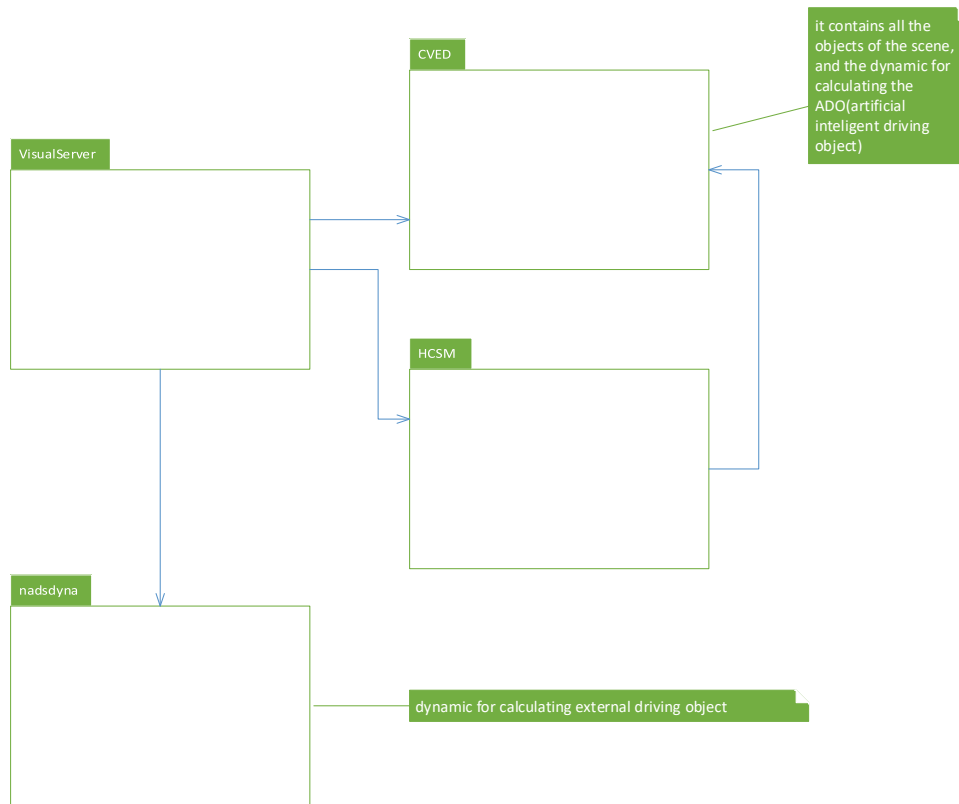 CVED
it contains all the
objects of the scene,
and the dynamic for
calculating the
ADO(artificial
inteligent driving
object)
VisualServer
HCSM
nadsdyna
dynamic for calculating external driving object